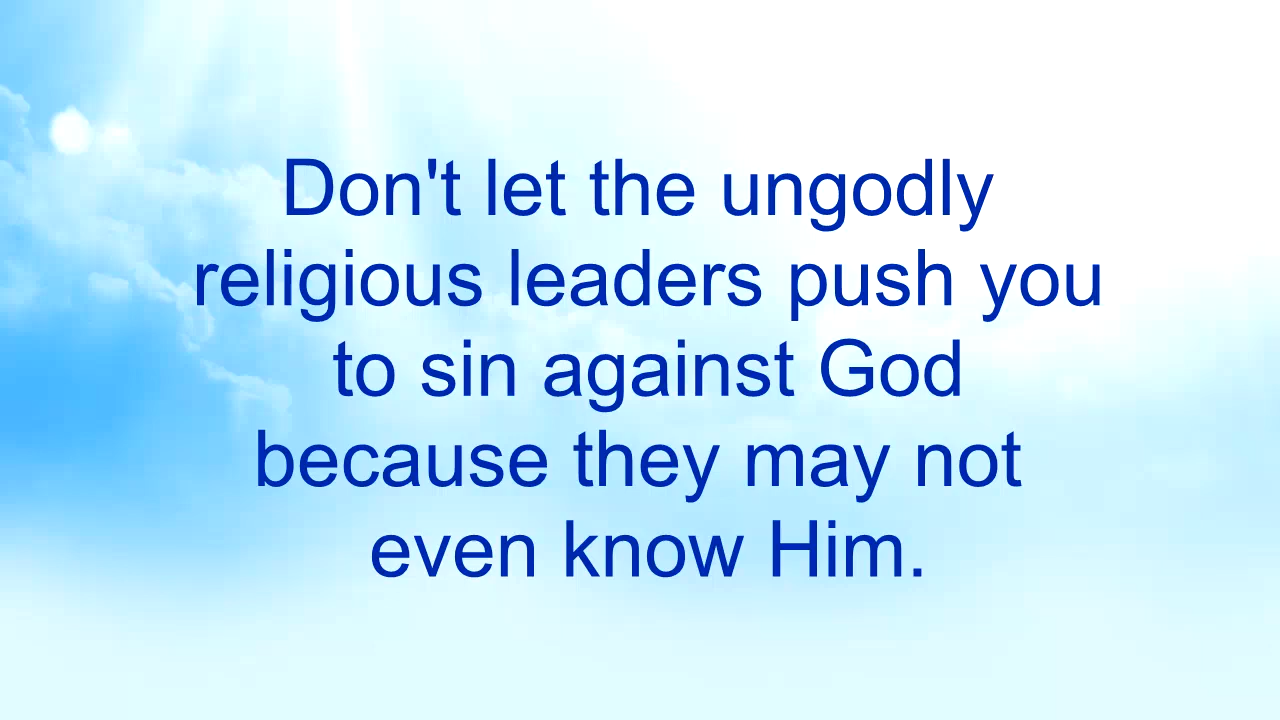 Don't let the ungodly
religious leaders push you
to sin against God
because they may not
even know Him.